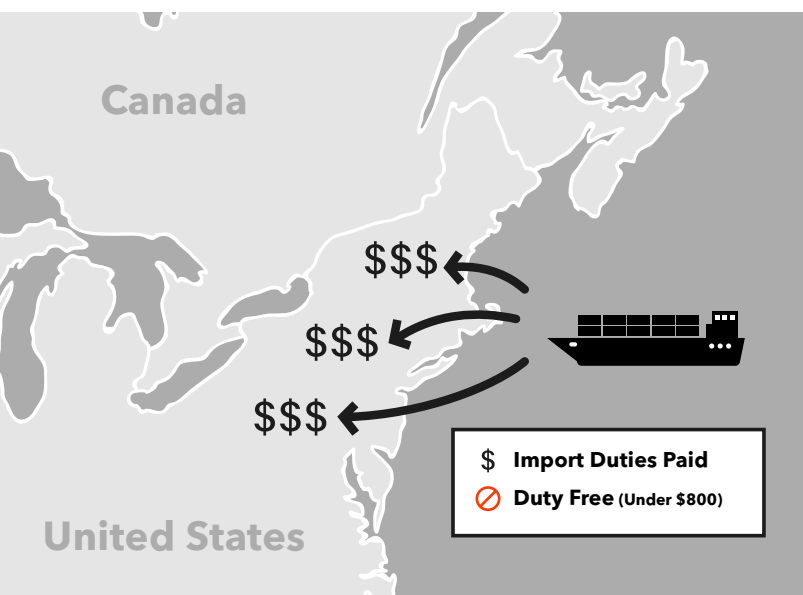 Canada
$$$
$$$
$$$
$ Import Duties Paid
Duty Free (Under $800)
United States